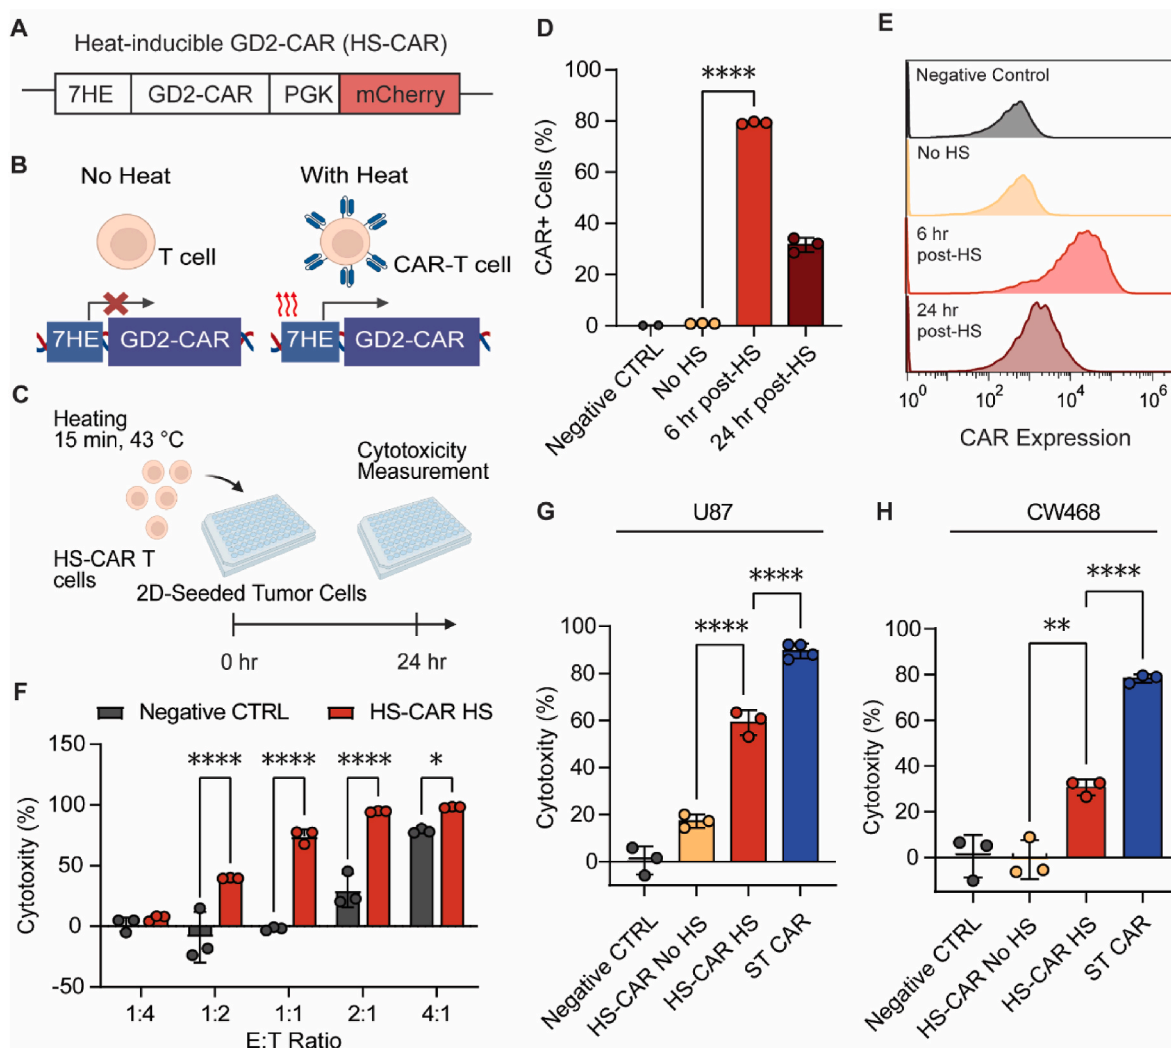 A
Heat-inducible GD2-CAR (HS-CAR)
7HE GD2-CAR PGK mCherry
B
No Heat
With Heat
T cell
CAR-T cell
7HE GD2-CAR
7HE GD2-CAR
C
Heating
15 min, 43 °C
Cytotoxicity
Measurement
HS-CAR T
cells
2D-Seeded Tumor Cells
0 hr
24 hr
D
CAR+ Cells (%)
100
80
60
40
20
0
****
Negative CTRL
No HS
6 hr post-HS
24 hr post-HS
E
Negative Control
No HS
6 hr
post-HS
24 hr
post-HS
10^0 10^2 10^4 10^6
CAR Expression
F
Negative CTRL
HS-CAR HS
Cytotoxity (%)
150
100
50
0
-50
**** **** **** *
1:4 1:2 1:1 2:1 4:1
E:T Ratio
G
U87
Cytotoxity (%)
100
80
60
40
20
0
****
****
Negative CTRL
HS-CAR No HS
HS-CAR HS
ST CAR
H
CW468
Cytotoxity (%)
100
80
60
40
20
0
**
****
Negative CTRL
HS-CAR No HS
HS-CAR HS
ST CAR